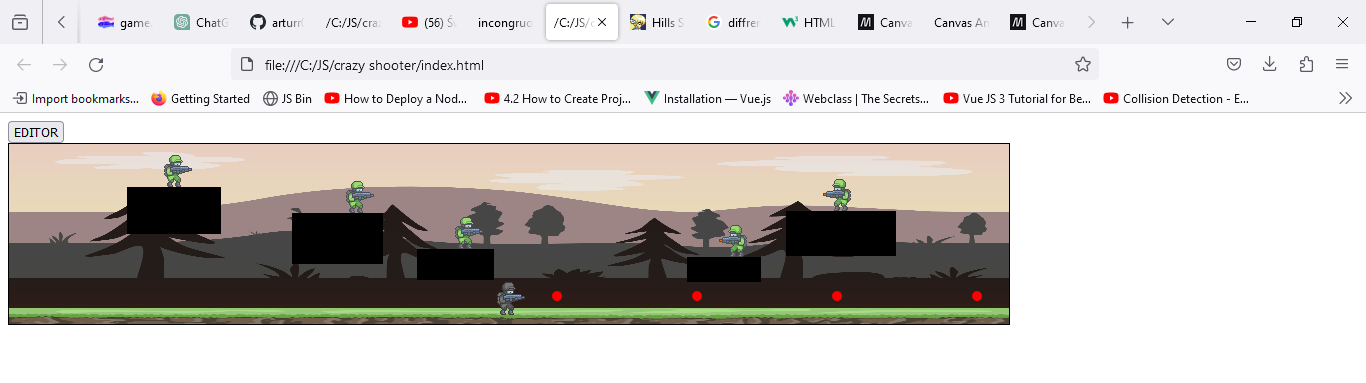 game. ChatG arturr /C:/JS/craz (56) S incongruo /C:/JS/c Hills S diffren HTML Canva Canvas An Canva
file:///C:/JS/crazy shooter/index.html
Import bookmarks... Getting Started JS Bin How to Deploy a Nod... 4.2 How to Create Proj... Installation — Vue.js Webclass | The Secrets... Vue JS 3 Tutorial for Be... Collision Detection - E...
EDITOR